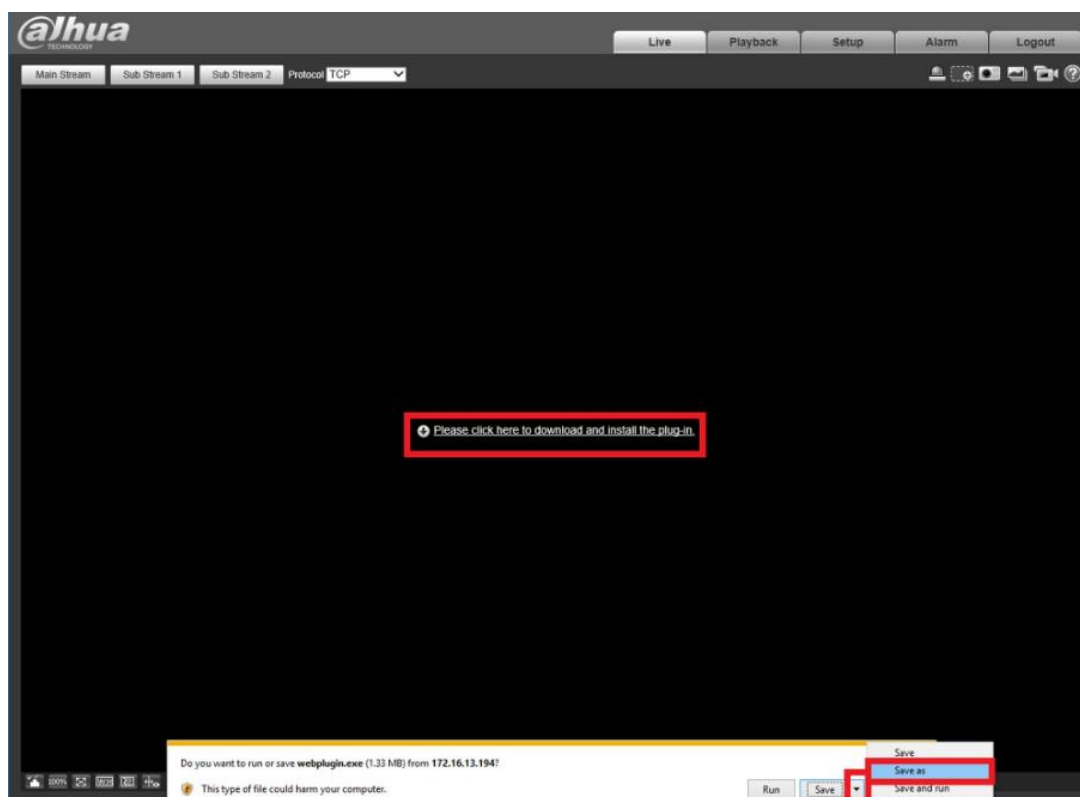 alhua
TECHNOLOGY
Live Playback Setup Alarm Logout
Main Stream Sub Stream 1 Sub Stream 2 Protocol TCP
Please click here to download and install the plug-in.
Save
Do you want to run or save webplugin.exe (1.33 MB) from 172.16.13.194?
Save as
This type of file could harm your computer.
Run Save Save and run
100%